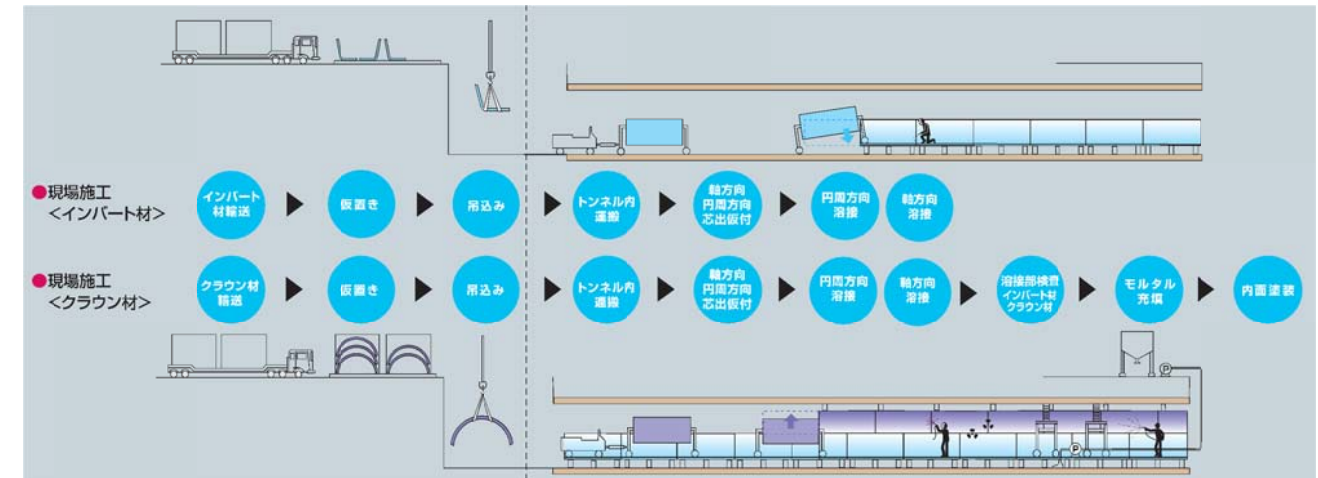 ●現場施工
<インバート材>
インバート
材輸送
仮置き
吊込み
トンネル内
運搬
軸方向
円周方向
芯出仮付
円周方向
溶接
軸方向
溶接
●現場施工
<クラウン材>
クラウン材
輸送
仮置き
吊込み
トンネル内
運搬
軸方向
円周方向
芯出仮付
円周方向
溶接
軸方向
溶接
溶接部検査
インバート材
クラウン材
モルタル
充塡
内面塗装
P
P